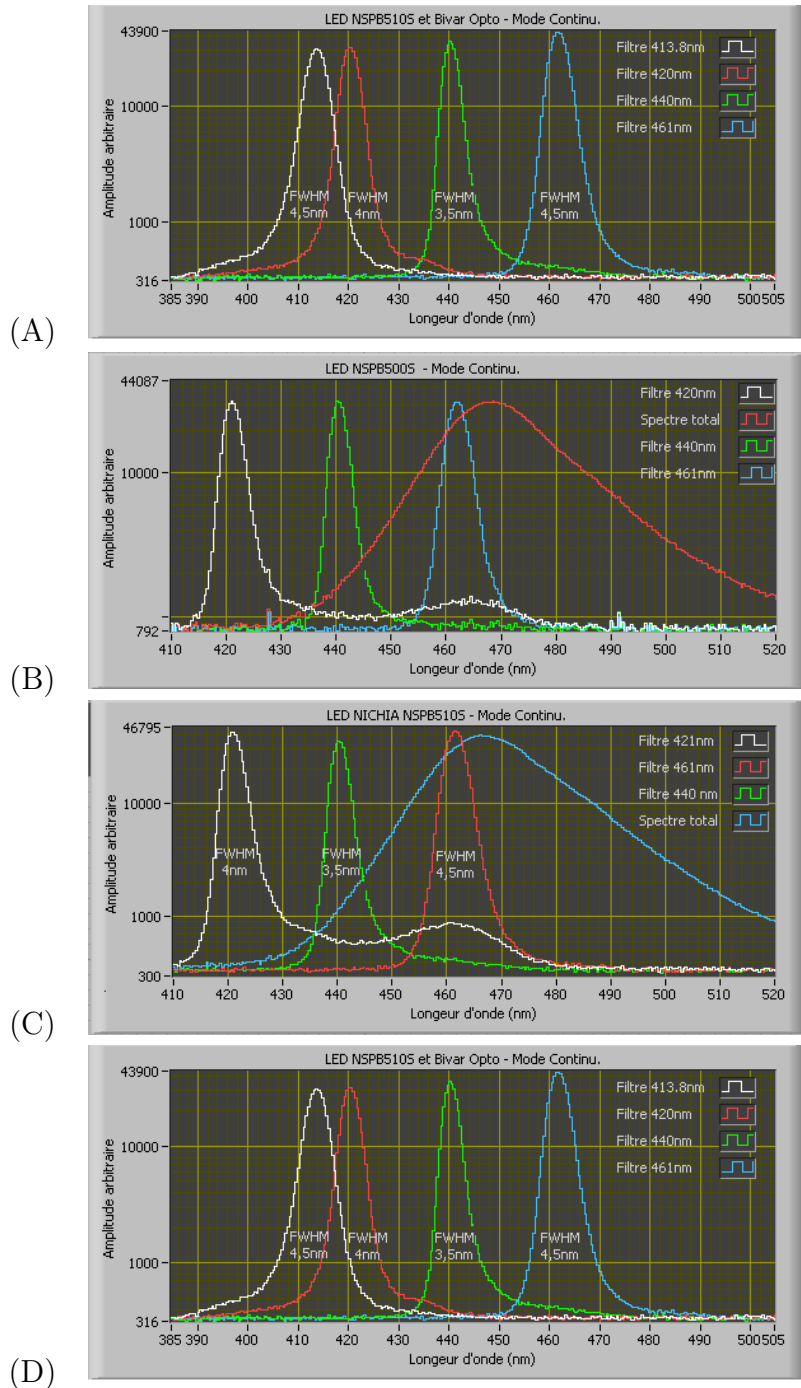 LED NSPB510S et Bivar Opto - Mode Continu.
43900
10000
1000
316
Amplitude arbitraire
Filtre 413.8nm
Filtre 420nm
Filtre 440nm
Filtre 461nm
FWHM 4,5nm
FWHM 4nm
FWHM 3,5nm
FWHM 4,5nm
385 390 400 410 420 430 440 450 460 470 480 490 500 505
Longeur d'onde (nm)
(A)
LED NSPB500S - Mode Continu.
44087
10000
792
Amplitude arbitraire
Filtre 420nm
Spectre total
Filtre 440nm
Filtre 461nm
410 420 430 440 450 460 470 480 490 500 510 520
Longeur d'onde (nm)
(B)
LED NICHIA NSPB510S - Mode Continu.
46795
10000
1000
300
Amplitude arbitraire
Filtre 421nm
Filtre 461nm
Filtre 440 nm
Spectre total
FWHM 4nm
FWHM 3,5nm
FWHM 4,5nm
410 420 430 440 450 460 470 480 490 500 510 520
Longeur d'onde (nm)
(C)
LED NSPB510S et Bivar Opto - Mode Continu.
43900
10000
1000
316
Amplitude arbitraire
Filtre 413.8nm
Filtre 420nm
Filtre 440nm
Filtre 461nm
FWHM 4,5nm
FWHM 4nm
FWHM 3,5nm
FWHM 4,5nm
385 390 400 410 420 430 440 450 460 470 480 490 500 505
Longeur d'onde (nm)
(D)